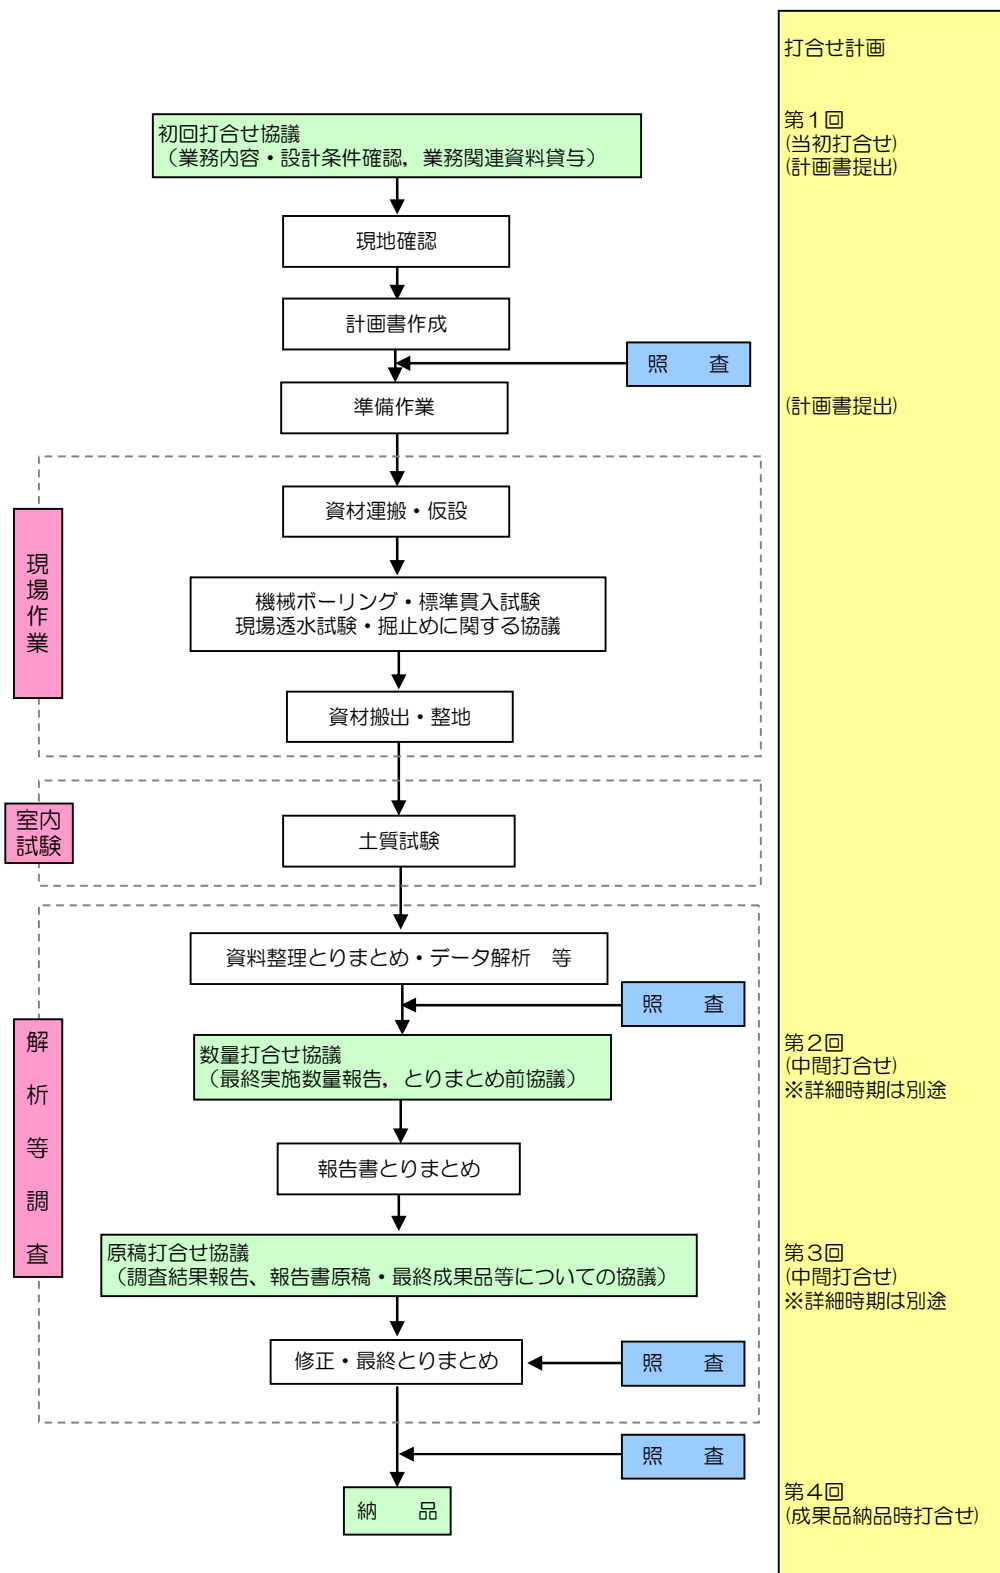 打合せ計画
初回打合せ協議
（業務内容・設計条件確認，業務関連資料貸与）
第１回
(当初打合せ)
(計画書提出)
現地確認
計画書作成
照　査
準備作業
(計画書提出)
現場作業
資材運搬・仮設
機械ボーリング・標準貫入試験
現場透水試験・掘止めに関する協議
資材搬出・整地
室内
試験
土質試験
解析等調査
資料整理とりまとめ・データ解析　等
照　査
数量打合せ協議
（最終実施数量報告，とりまとめ前協議）
第２回
(中間打合せ)
※詳細時期は別途
報告書とりまとめ
原稿打合せ協議
（調査結果報告、報告書原稿・最終成果品等についての協議）
第３回
(中間打合せ)
※詳細時期は別途
修正・最終とりまとめ
照　査
照　査
納　品
第４回
(成果品納品時打合せ)